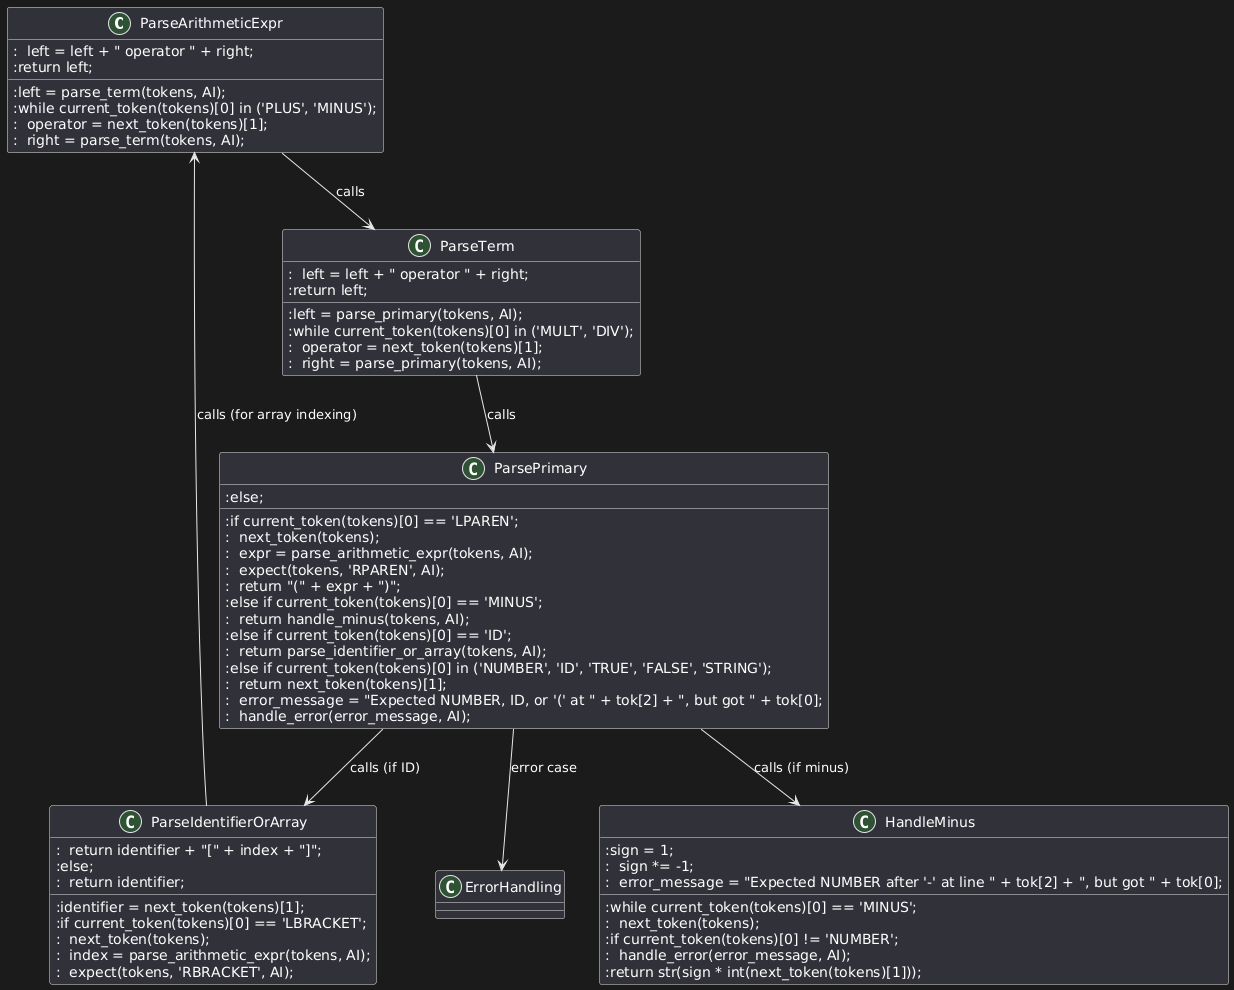 C ParseArithmeticExpr
:  left = left + " operator " + right;
:return left;
:left = parse_term(tokens, AI);
:while current_token(tokens)[0] in ('PLUS', 'MINUS');
:  operator = next_token(tokens)[1];
:  right = parse_term(tokens, AI);
calls
C ParseTerm
:  left = left + " operator " + right;
:return left;
:left = parse_primary(tokens, AI);
:while current_token(tokens)[0] in ('MULT', 'DIV');
:  operator = next_token(tokens)[1];
:  right = parse_primary(tokens, AI);
calls (for array indexing)
calls
C ParsePrimary
:else;
:if current_token(tokens)[0] == 'LPAREN';
:  next_token(tokens);
:  expr = parse_arithmetic_expr(tokens, AI);
:  expect(tokens, 'RPAREN', AI);
:  return "(" + expr + ")";
:else if current_token(tokens)[0] == 'MINUS';
:  return handle_minus(tokens, AI);
:else if current_token(tokens)[0] == 'ID';
:  return parse_identifier_or_array(tokens, AI);
:else if current_token(tokens)[0] in ('NUMBER', 'ID', 'TRUE', 'FALSE', 'STRING');
:  return next_token(tokens)[1];
:  error_message = "Expected NUMBER, ID, or '(' at " + tok[2] + ", but got " + tok[0];
:  handle_error(error_message, AI);
calls (if ID)
error case
calls (if minus)
C ParseIdentifierOrArray
:  return identifier + "[" + index + "]";
:else;
:  return identifier;
:identifier = next_token(tokens)[1];
:if current_token(tokens)[0] == 'LBRACKET';
:  next_token(tokens);
:  index = parse_arithmetic_expr(tokens, AI);
:  expect(tokens, 'RBRACKET', AI);
C ErrorHandling
C HandleMinus
:sign = 1;
:  sign *= -1;
:  error_message = "Expected NUMBER after '-' at line " + tok[2] + ", but got " + tok[0];
:while current_token(tokens)[0] == 'MINUS';
:  next_token(tokens);
:if current_token(tokens)[0] != 'NUMBER';
:  handle_error(error_message, AI);
:return str(sign * int(next_token(tokens)[1]));